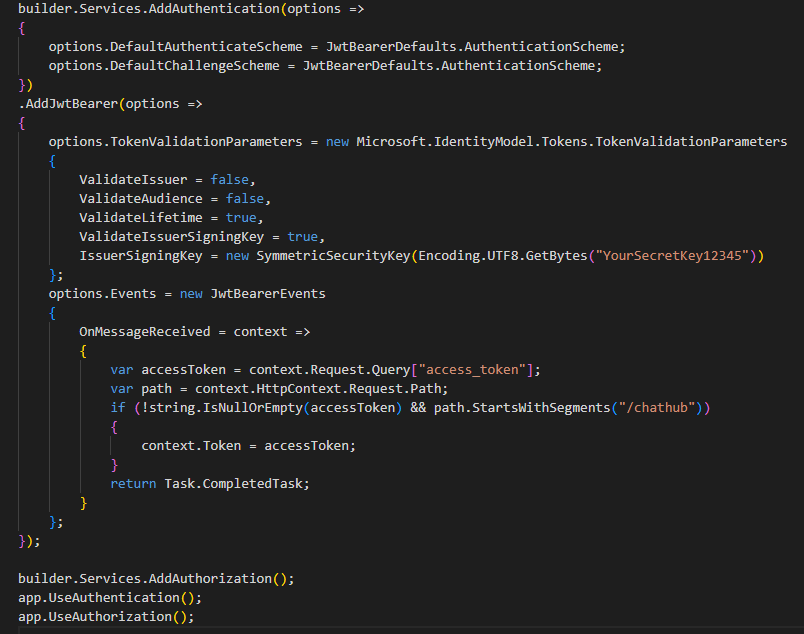 builder.Services.AddAuthentication(options =>
{
    options.DefaultAuthenticateScheme = JwtBearerDefaults.AuthenticationScheme;
    options.DefaultChallengeScheme = JwtBearerDefaults.AuthenticationScheme;
})
.AddJwtBearer(options =>
{
    options.TokenValidationParameters = new Microsoft.IdentityModel.Tokens.TokenValidationParameters
    {
        ValidateIssuer = false,
        ValidateAudience = false,
        ValidateLifetime = true,
        ValidateIssuerSigningKey = true,
        IssuerSigningKey = new SymmetricSecurityKey(Encoding.UTF8.GetBytes("YourSecretKey12345"))
    };
    options.Events = new JwtBearerEvents
    {
        OnMessageReceived = context =>
        {
            var accessToken = context.Request.Query["access_token"];
            var path = context.HttpContext.Request.Path;
            if (!string.IsNullOrEmpty(accessToken) && path.StartsWithSegments("/chathub"))
            {
                context.Token = accessToken;
            }
            return Task.CompletedTask;
        }
    };
});

builder.Services.AddAuthorization();
app.UseAuthentication();
app.UseAuthorization();